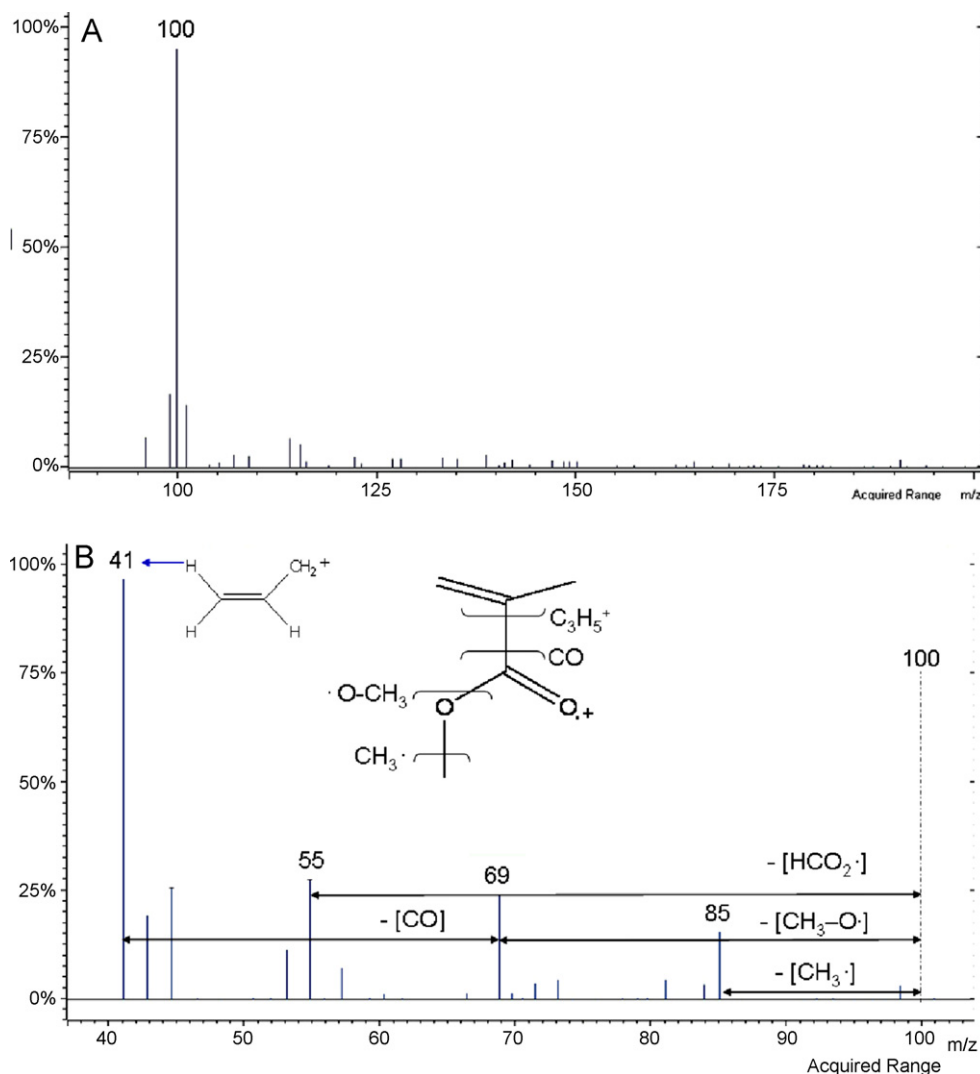 A
100
100%
75%
50%
25%
0%
100
125
150
175
Acquired Range m/z
B
100%
41
H
CH2+
H
H
C3H5+
CO
·O-CH3
O
O.+
CH3·
75%
100
50%
55
- [HCO2·]
69
25%
- [CO]
85
- [CH3–O·]
- [CH3·]
0%
40
50
60
70
80
90
100
m/z
Acquired Range